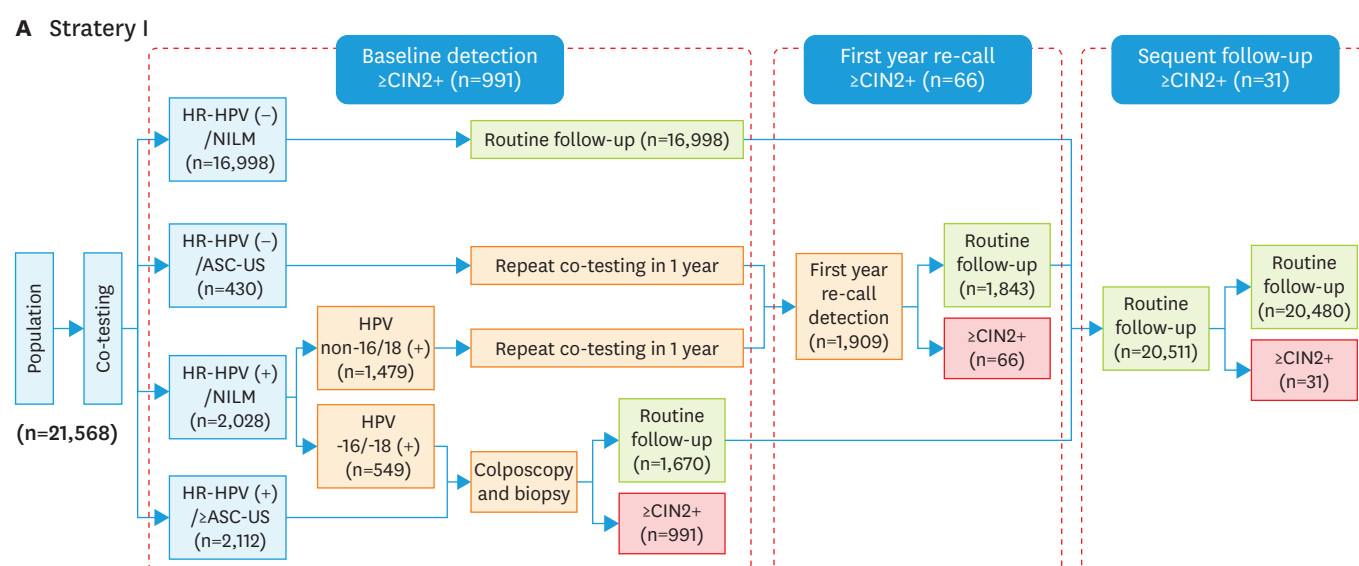 A Stratery I
Baseline detection
≥CIN2+ (n=991)
First year re-call
≥CIN2+ (n=66)
Sequent follow-up
≥CIN2+ (n=31)
Population
(n=21,568)
Co-testing
HR-HPV (−)
/NILM
(n=16,998)
Routine follow-up (n=16,998)
HR-HPV (−)
/ASC-US
(n=430)
Repeat co-testing in 1 year
HR-HPV (+)
/NILM
(n=2,028)
HPV
non-16/18 (+)
(n=1,479)
Repeat co-testing in 1 year
HPV
-16/-18 (+)
(n=549)
HR-HPV (+)
/≥ASC-US
(n=2,112)
Colposcopy
and biopsy
Routine
follow-up
(n=1,670)
≥CIN2+
(n=991)
First year
re-call
detection
(n=1,909)
Routine
follow-up
(n=1,843)
≥CIN2+
(n=66)
Routine
follow-up
(n=20,511)
Routine
follow-up
(n=20,480)
≥CIN2+
(n=31)